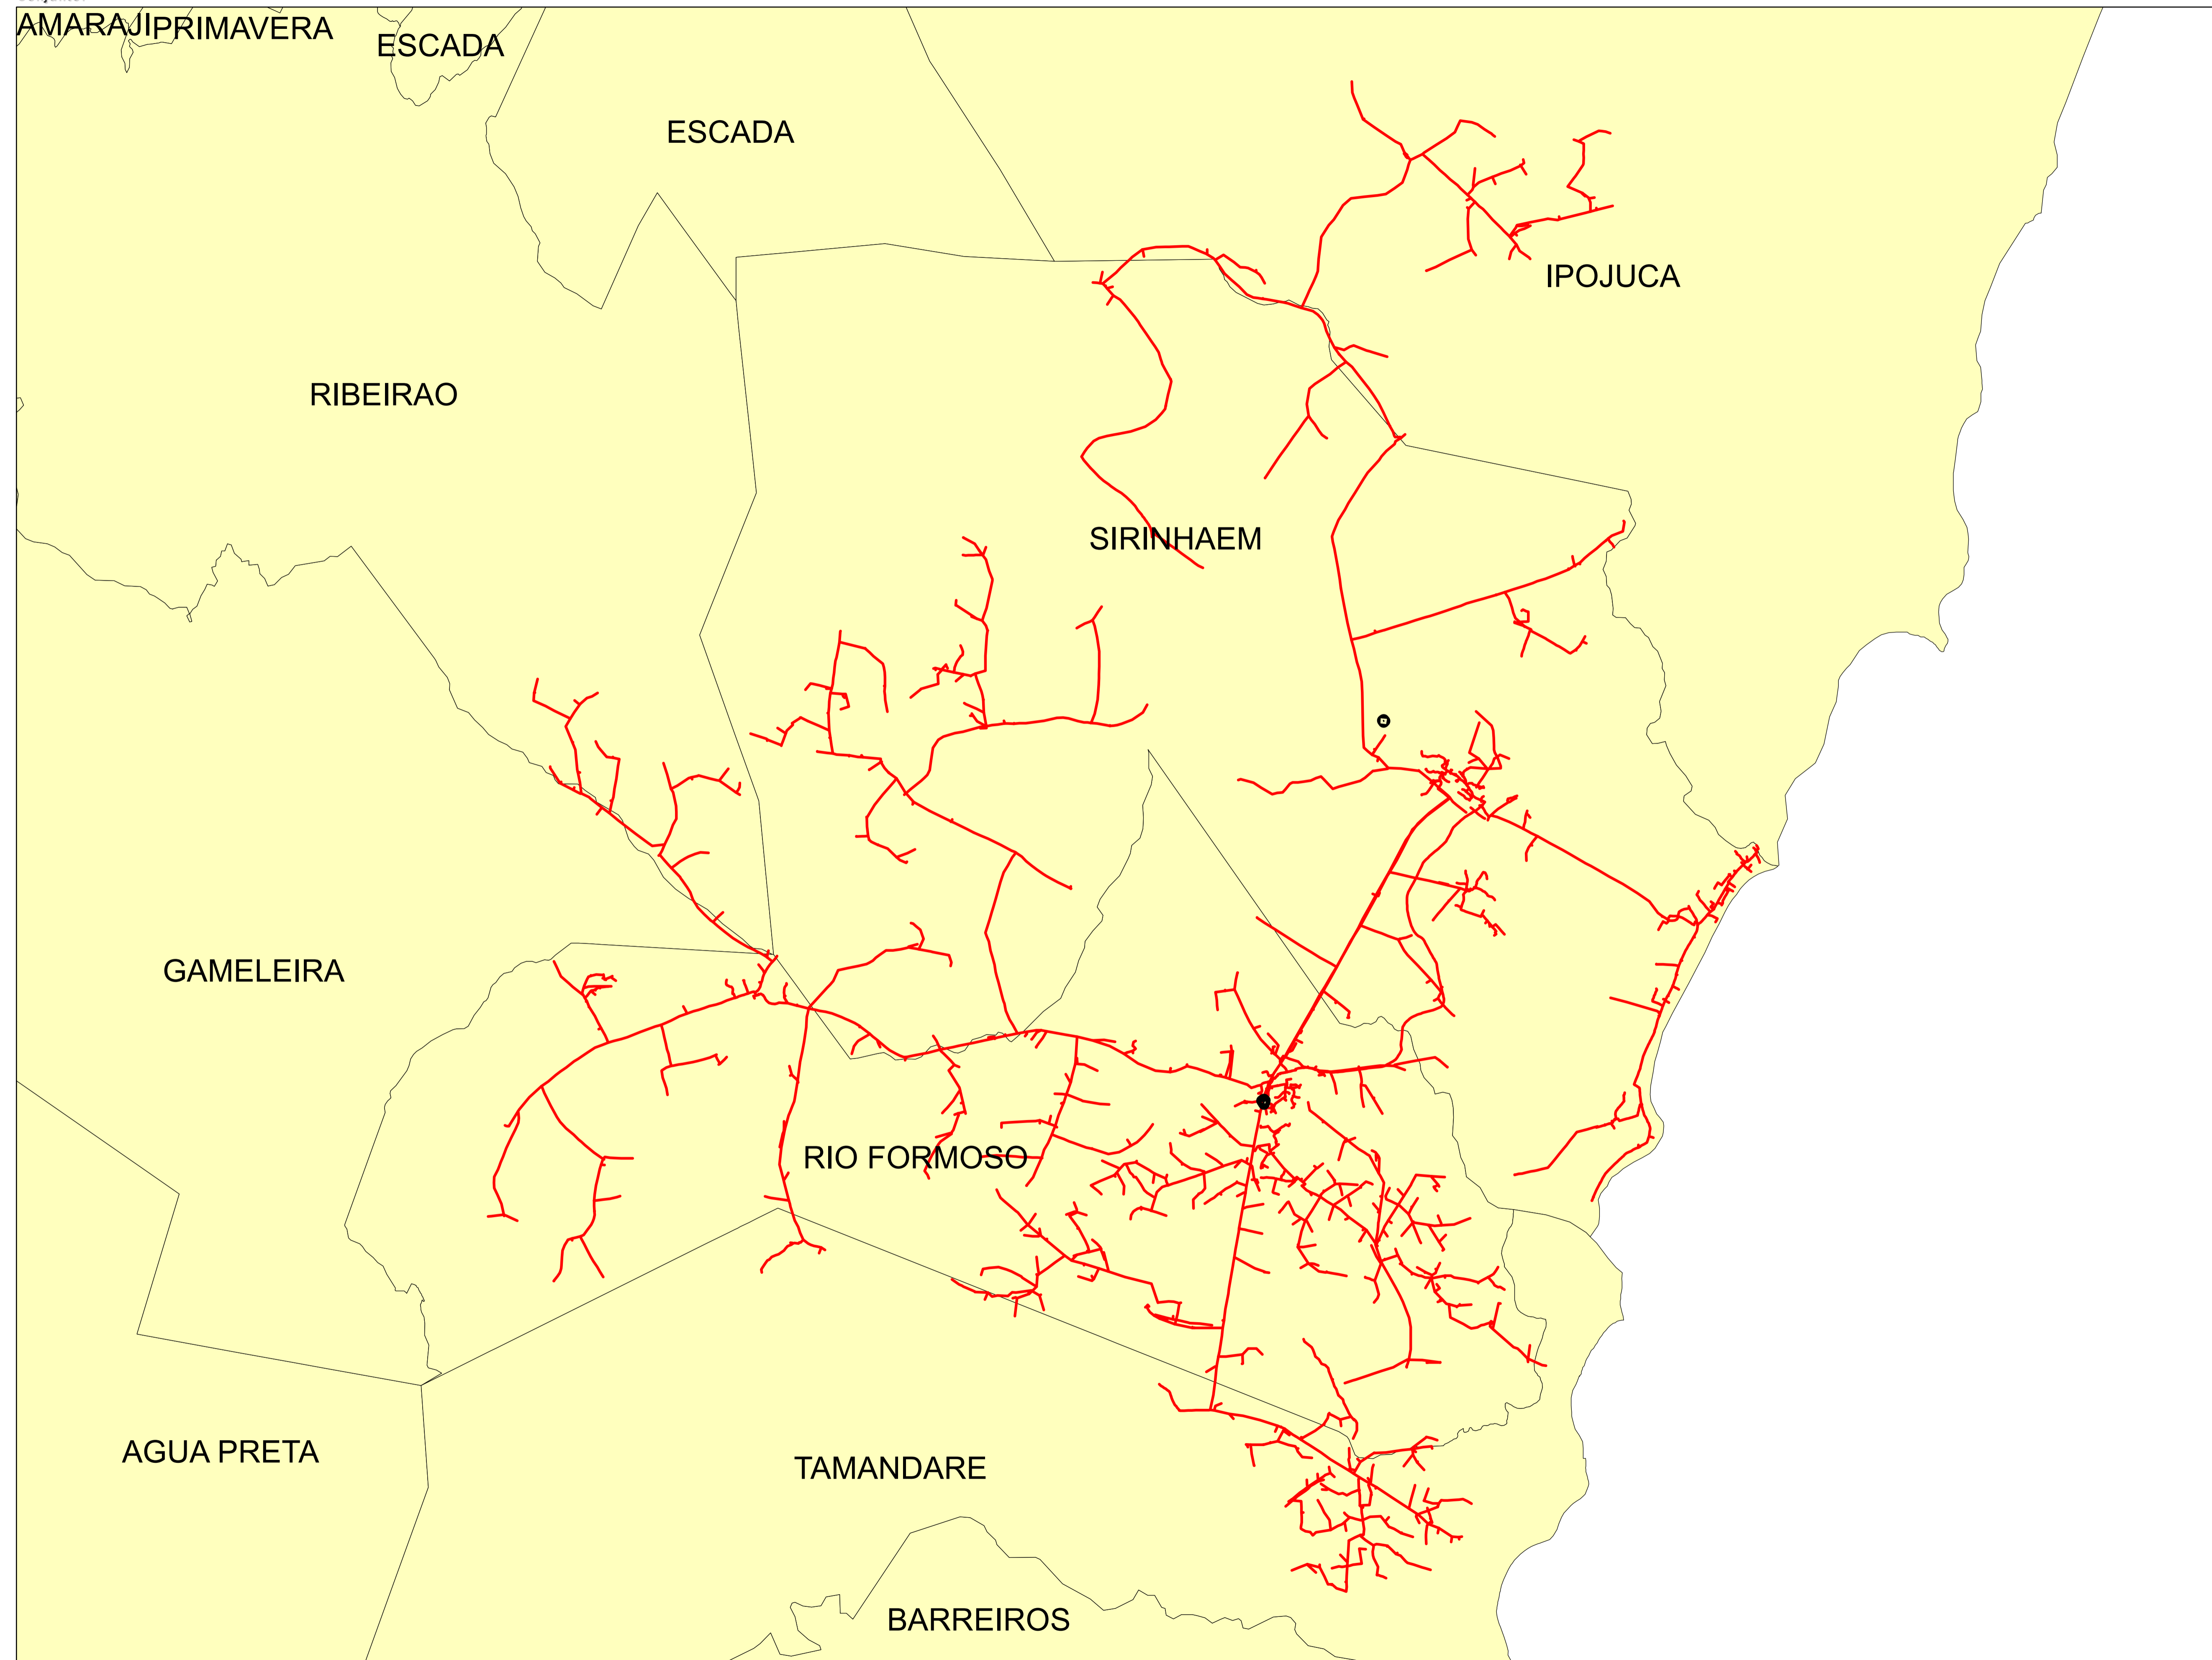 AMARAJI
PRIMAVERA
ESCADA
ESCADA
IPOJUCA
RIBEIRAO
SIRINHAEM
GAMELEIRA
RIO FORMOSO
AGUA PRETA
TAMANDARE
BARREIROS